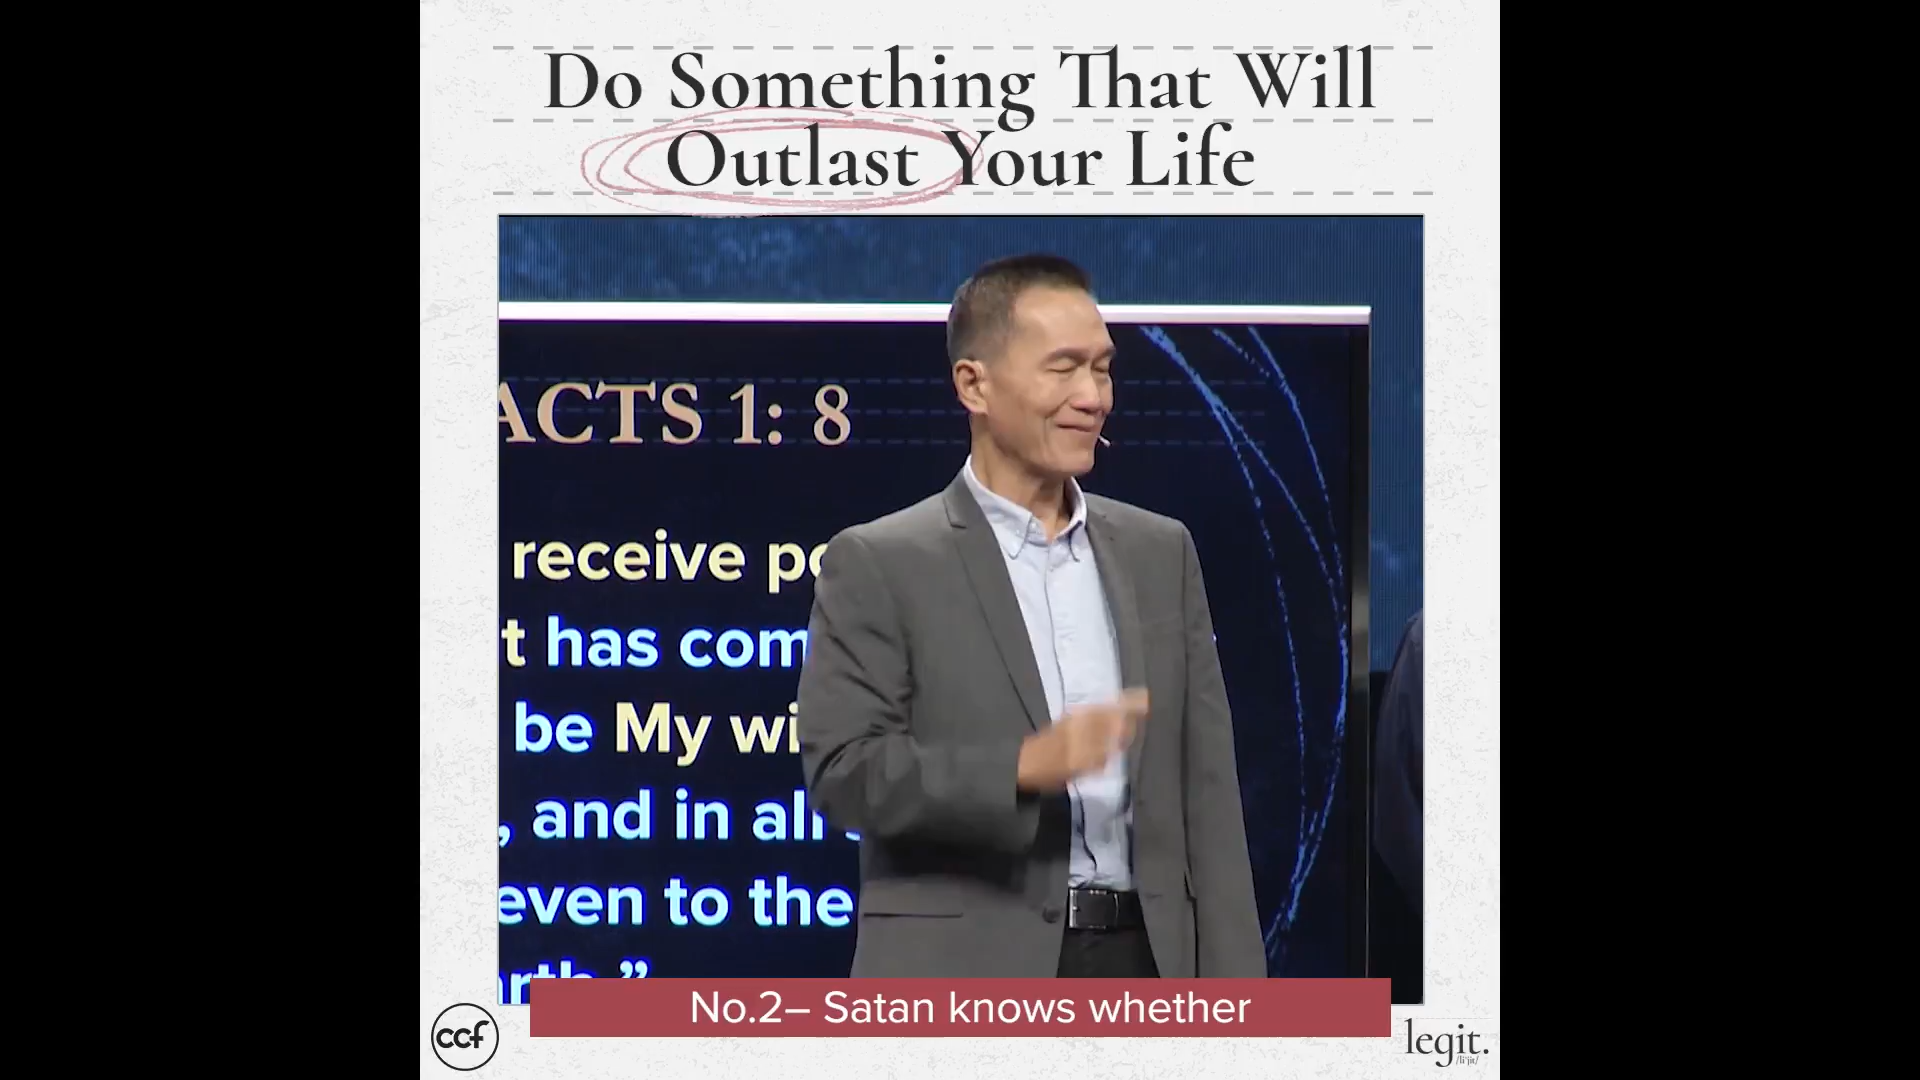 Do Something That Will
Outlast Your Life
ACTS 1: 8
receive
t has com
be My wi
, and in all
even to the
No.2– Satan knows whether
ccf
legit.